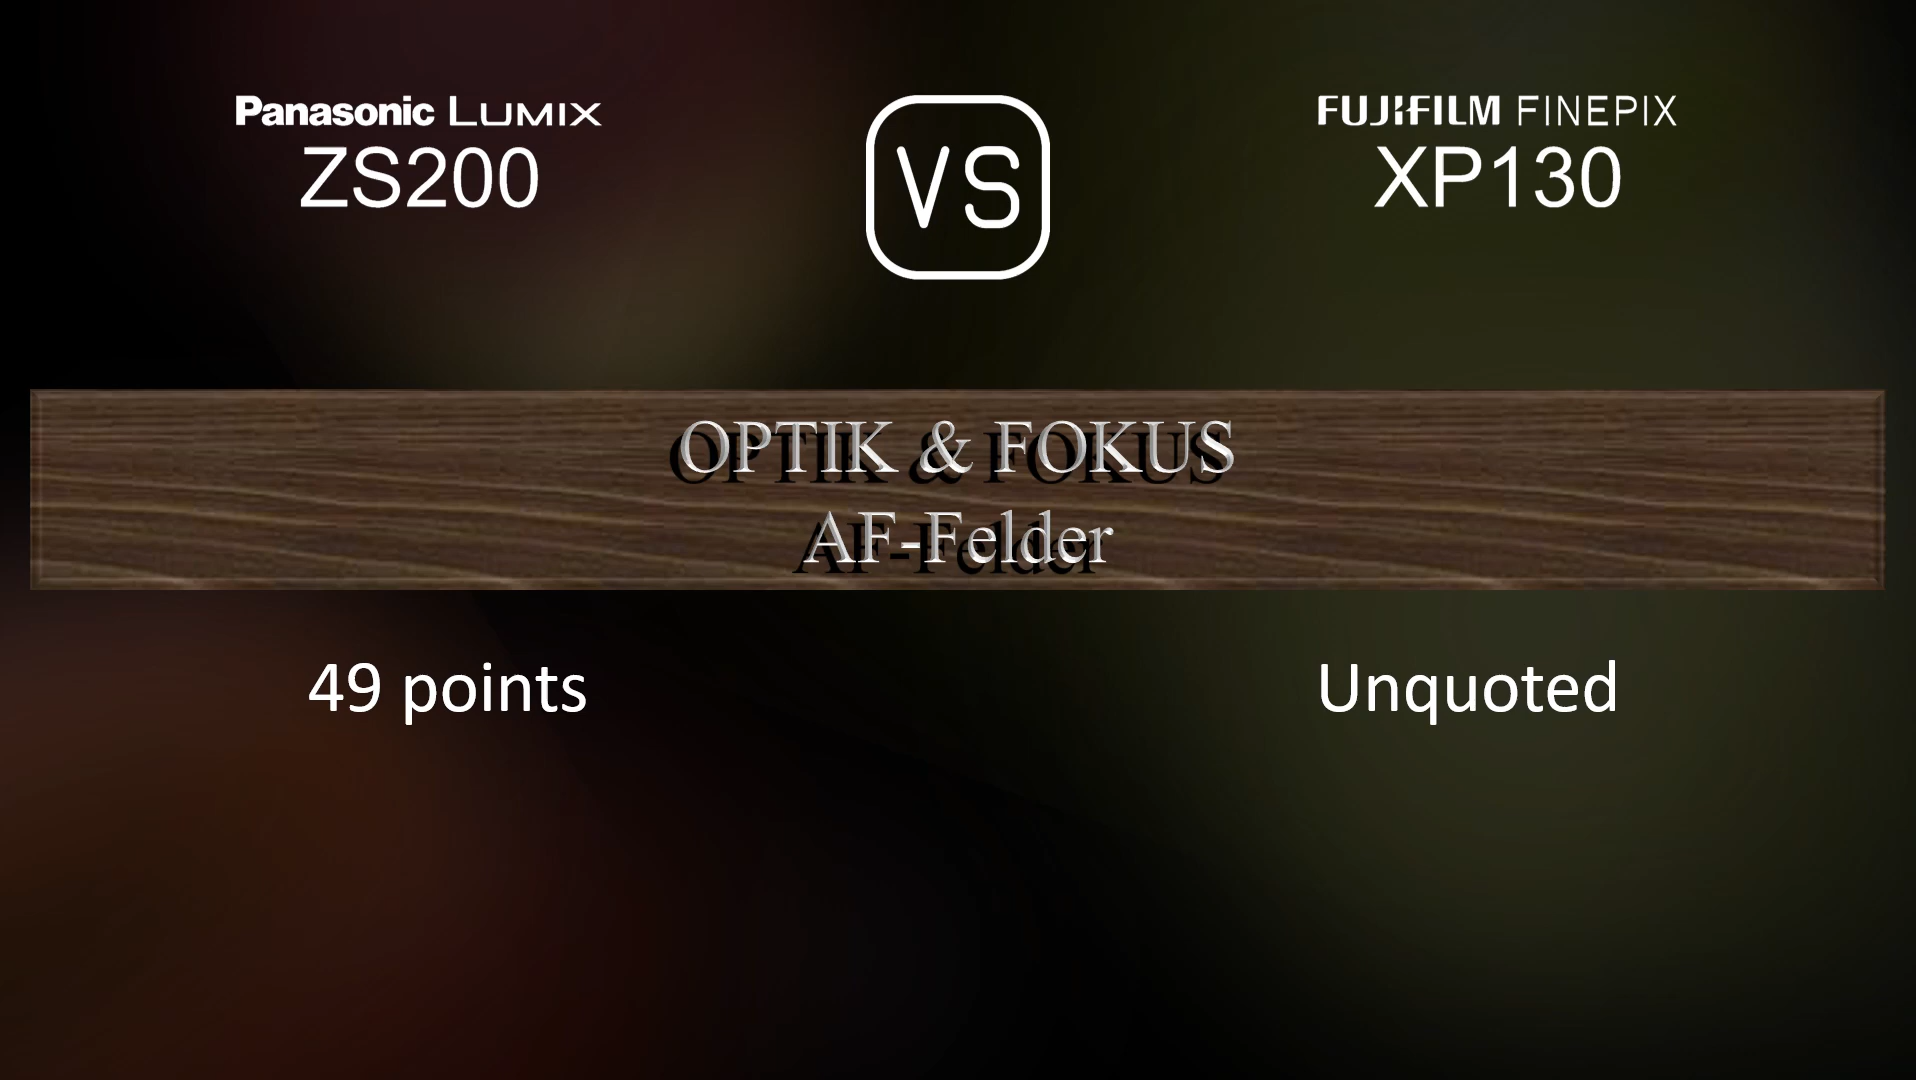 Panasonic LUMIX
ZS200
VS
FUJIFILM FINEPIX
XP130
OPTIK & FOKUS
AF-Felder
49 points
Unquoted